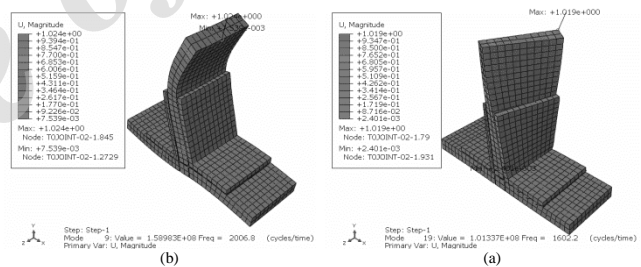 Max: +1.024e+000
U, Magnitude
+1.024e+00
+9.394e-01
+8.547e-01
+7.700e-01
+6.853e-01
+6.006e-01
+5.159e-01
+4.311e-01
+3.464e-01
+2.617e-01
+1.770e-01
+9.226e-02
+7.539e-03
Max: +1.024e+00
Node: T0JOINT-02-1.845
Min: +7.539e-03
Node: T0JOINT-02-1.2729
Y
Z X
Step: Step-1
Mode 9: Value = 1.58983E+08 Freq = 2006.8 (cycles/time)
Primary Var: U, Magnitude
(b)
Max: +1.019e+000
U, Magnitude
+1.019e+00
+9.347e-01
+8.500e-01
+7.652e-01
+6.805e-01
+5.957e-01
+5.109e-01
+4.262e-01
+3.414e-01
+2.567e-01
+1.719e-01
+8.716e-02
+2.401e-03
Max: +1.019e+00
Node: T0JOINT-02-1.79
Min: +2.401e-03
Node: T0JOINT-02-1.931
Y
Z X
Step: Step-1
Mode 19: Value = 1.01337E+08 Freq = 1602.2 (cycles/time)
Primary Var: U, Magnitude
(a)